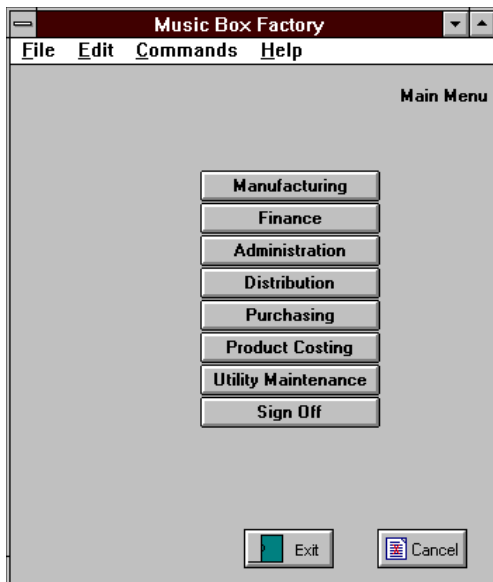 Music Box Factory
File Edit Commands Help
Main Menu
Manufacturing
Finance
Administration
Distribution
Purchasing
Product Costing
Utility Maintenance
Sign Off
Exit Cancel